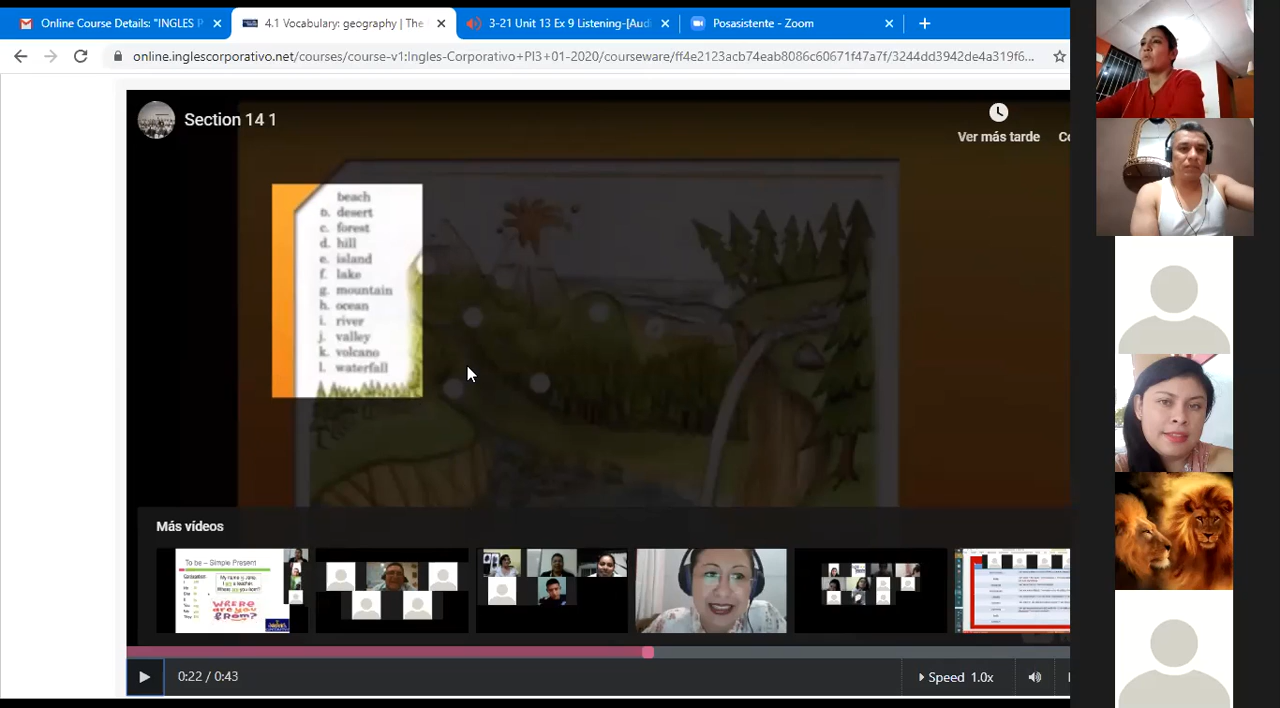 Online Course Details: "INGLES P
4.1 Vocabulary: geography | The
3-21 Unit 13 Ex 9 Listening-[Aud
Posasistente - Zoom
online.inglescorporativo.net/courses/course-v1:Ingles-Corporativo+PI3+01-2020/courseware/ff4e2123acb74eab8086c60671f47a7f/3244dd3942de4a319f6...
Section 14 1
Ver más tarde
beach
b. desert
c. forest
d. hill
e. island
f. lake
g. mountain
h. ocean
i. river
j. valley
k. volcano
l. waterfall
Más vídeos
To be – Simple Present
WHERE
are you
FROM?
0:22 / 0:43
Speed 1.0x